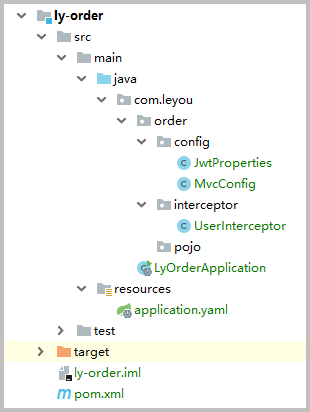 ly-order
src
main
java
com.leyou
order
config
JwtProperties
MvcConfig
interceptor
UserInterceptor
pojo
LyOrderApplication
resources
application.yaml
test
target
ly-order.iml
pom.xml